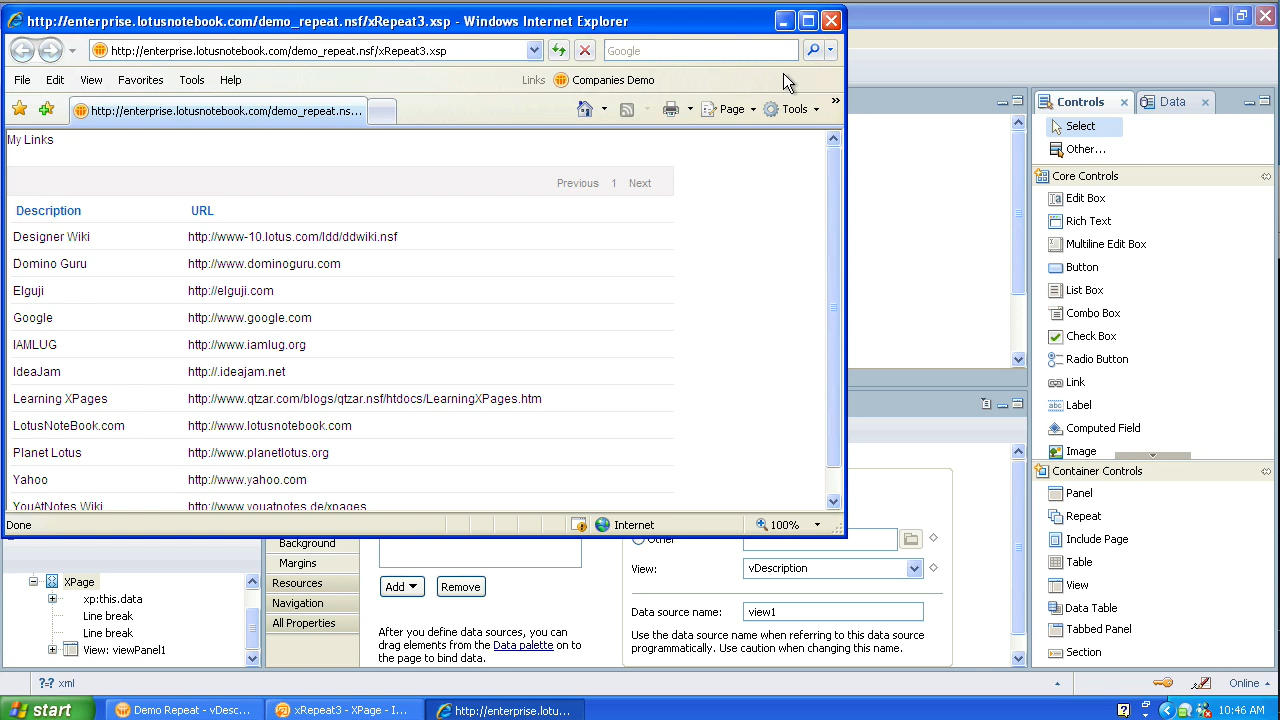 http://enterprise.lotusnotebook.com/demo_repeat.nsf/xRepeat3.xsp - Windows Internet Explorer
http://enterprise.lotusnotebook.com/demo_repeat.nsf/xRepeat3.xsp
Google
File Edit View Favorites Tools Help
Links Companies Demo
http://enterprise.lotusnotebook.com/demo_repeat.ns...
Page Tools
My Links
Previous 1 Next
Description URL
Designer Wiki http://www-10.lotus.com/ldd/ddwiki.nsf
Domino Guru http://www.dominoguru.com
Elguji http://elguji.com
Google http://www.google.com
IAMLUG http://www.iamlug.org
IdeaJam http://.ideajam.net
Learning XPages http://www.qtzar.com/blogs/qtzar.nsf/htdocs/LearningXPages.htm
LotusNoteBook.com http://www.lotusnotebook.com
Planet Lotus http://www.planetlotus.org
Yahoo http://www.yahoo.com
YouAtNotes Wiki http://www.youatnotes.de/xpages
Done
Internet
100%
Controls
Data
Select
Other...
Core Controls
Edit Box
Rich Text
Multiline Edit Box
Button
List Box
Combo Box
Check Box
Radio Button
Link
Label
Computed Field
Image
Container Controls
Panel
Repeat
Include Page
Table
View
Data Table
Tabbed Panel
Section
XPage
xp:this.data
Line break
Line break
View: viewPanel1
Background
Margins
Resources
Navigation
All Properties
Add
Remove
After you define data sources, you can
drag elements from the Data palette on to
the page to bind data.
Other
View:
vDescription
Data source name:
view1
Use the data source name when referring to this data source
programmatically. Use caution when changing this name.
xml
Online
start
Demo Repeat - vDesc...
xRepeat3 - XPage - I...
http://enterprise.lotu...
10:46 AM